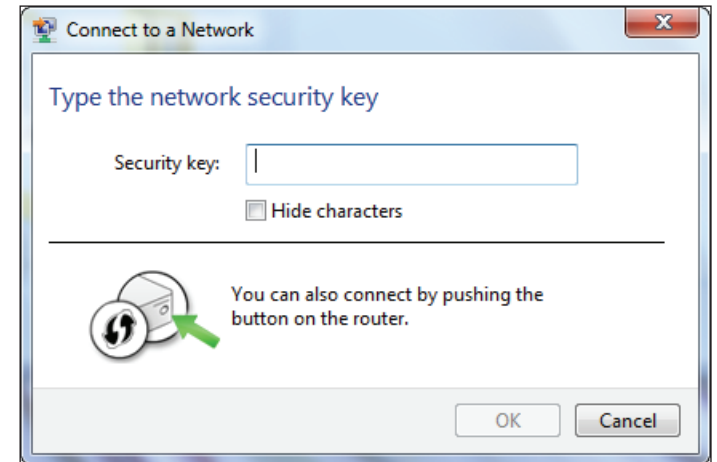 Connect to a Network
Type the network security key
Security key:
Hide characters
You can also connect by pushing the
button on the router.
OK
Cancel